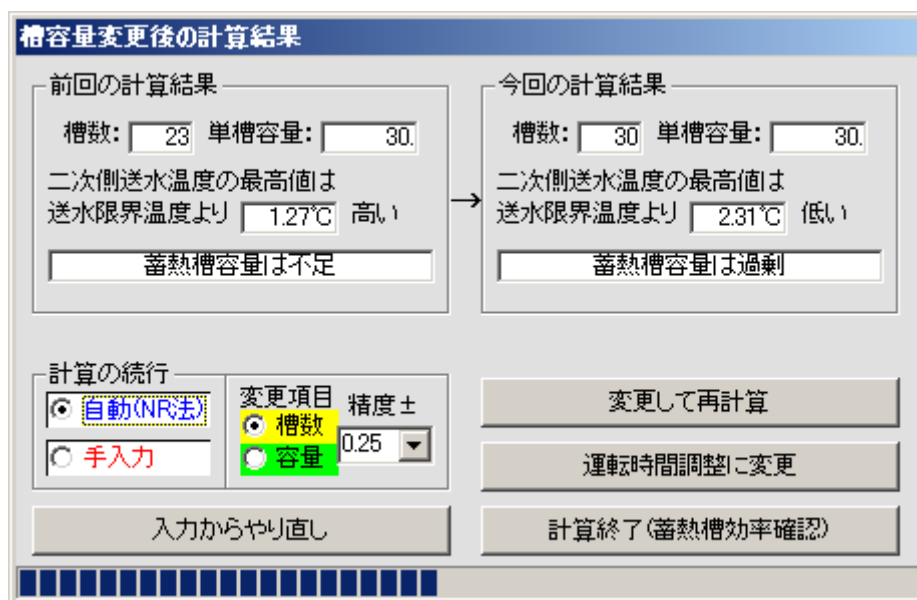 槽容量変更後の計算結果
前回の計算結果
槽数: 23 単槽容量: 30.
二次側送水温度の最高値は
送水限界温度より 1.27℃ 高い
蓄熱槽容量は不足
→
今回の計算結果
槽数: 30 単槽容量: 30.
二次側送水温度の最高値は
送水限界温度より 2.31℃ 低い
蓄熱槽容量は過剰
計算の続行
自動(NR法)
手入力
変更項目
槽数
容量
精度±
0.25
変更して再計算
運転時間調整に変更
入力からやり直し
計算終了(蓄熱槽効率確認)